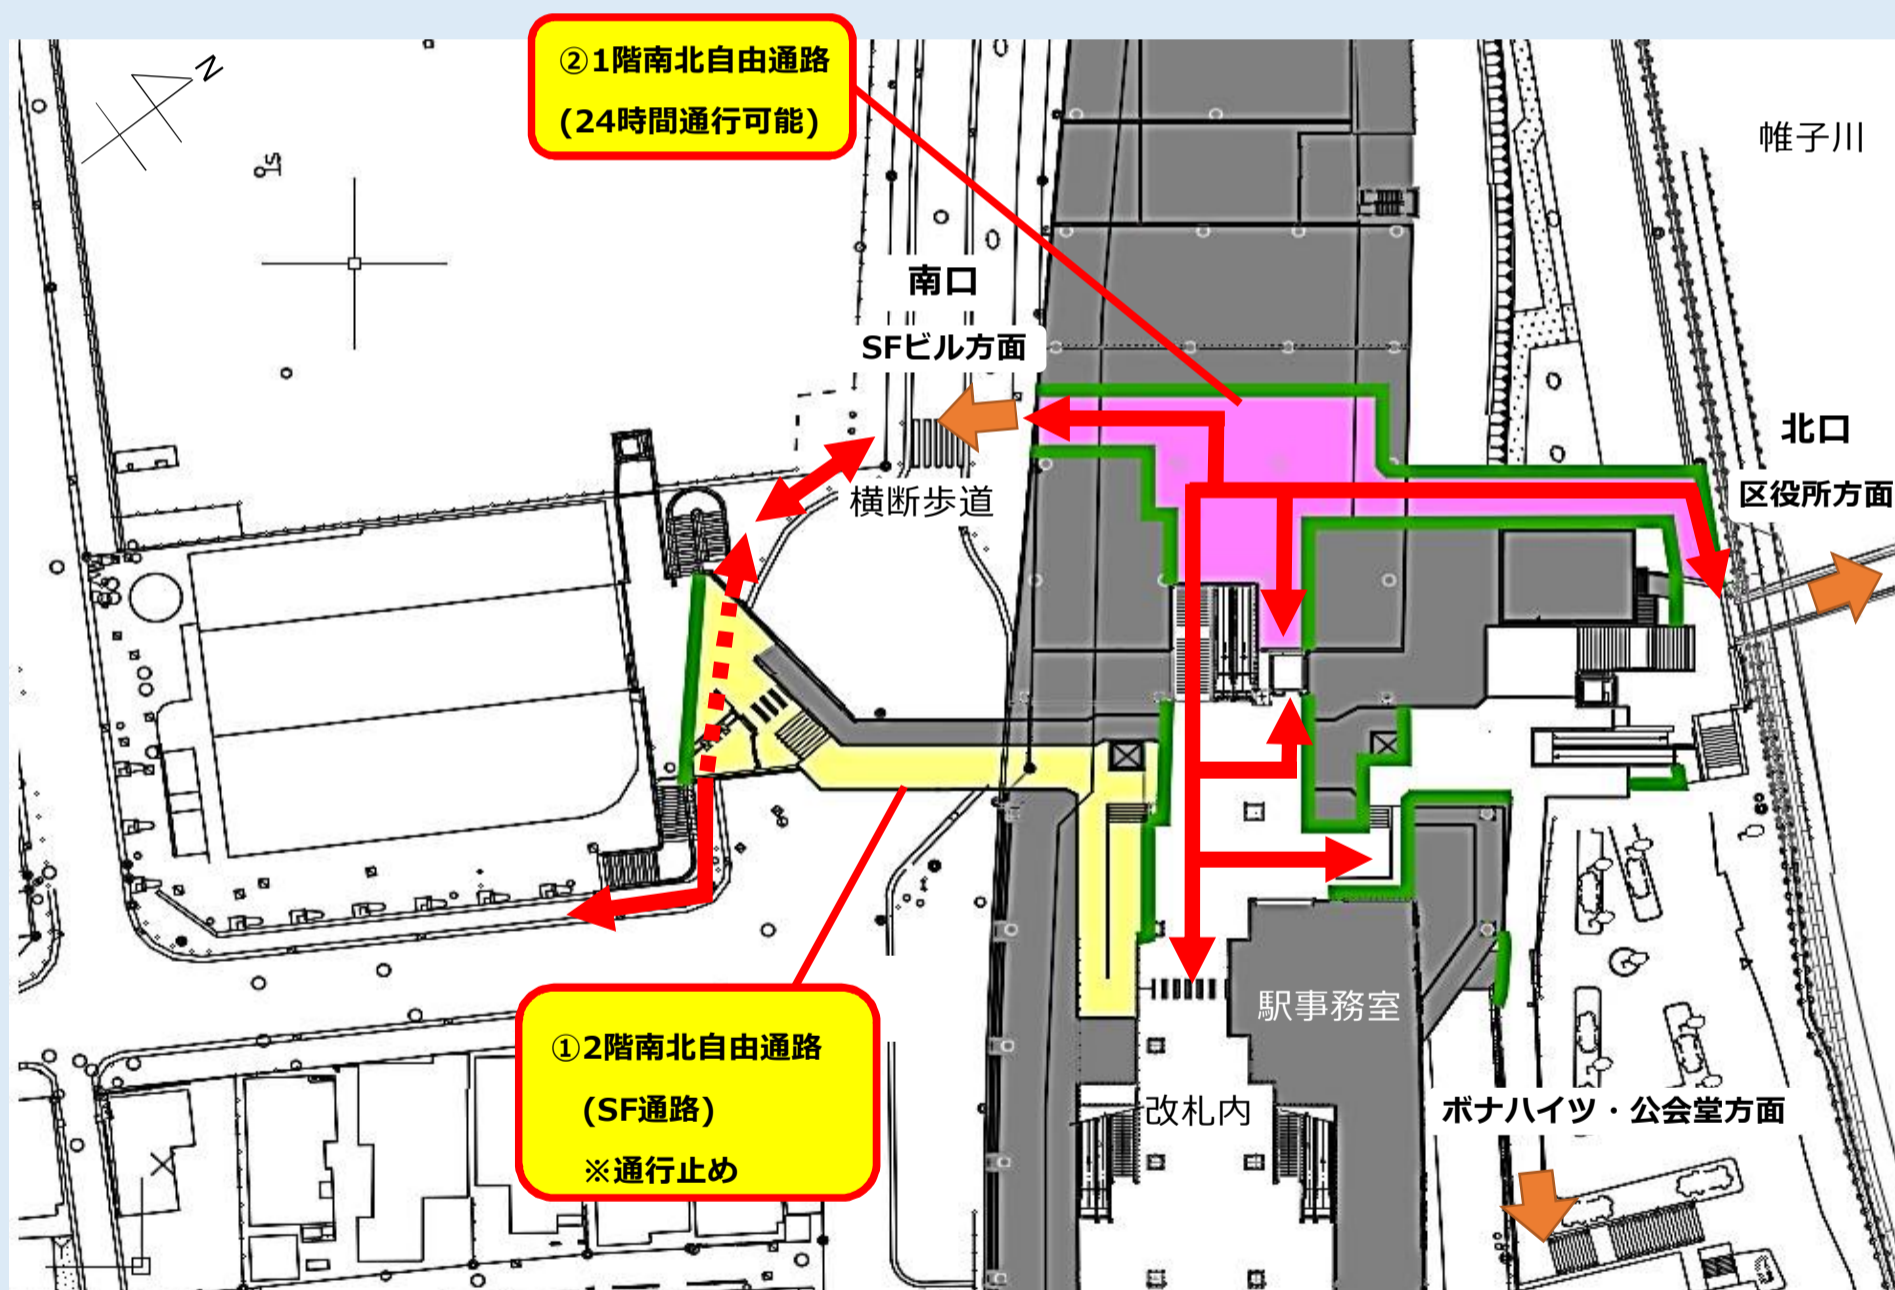 ②1階南北自由通路
(24時間通行可能)
N
帷子川
南口
SFビル方面
横断歩道
北口
区役所方面
①2階南北自由通路
(SF通路)
※通行止め
駅事務室
改札内
ボナハイツ・公会堂方面